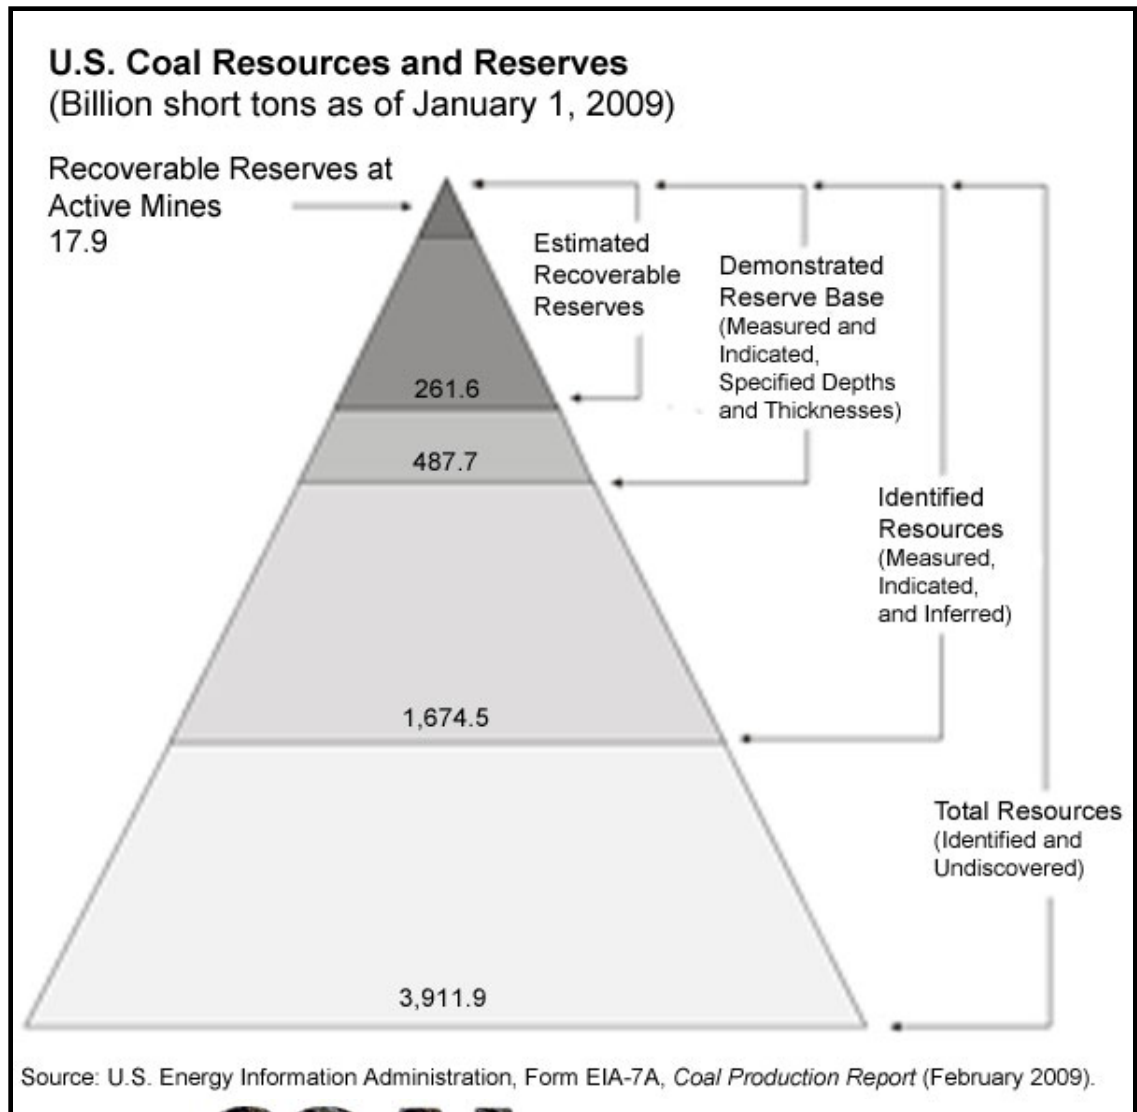 U.S. Coal Resources and Reserves
(Billion short tons as of January 1, 2009)
Recoverable Reserves at
Active Mines
17.9
Estimated
Recoverable
Reserves
Demonstrated
Reserve Base
(Measured and
Indicated,
Specified Depths
and Thicknesses)
261.6
487.7
Identified
Resources
(Measured,
Indicated,
and Inferred)
1,674.5
Total Resources
(Identified and
Undiscovered)
3,911.9
Source: U.S. Energy Information Administration, Form EIA-7A, Coal Production Report (February 2009).